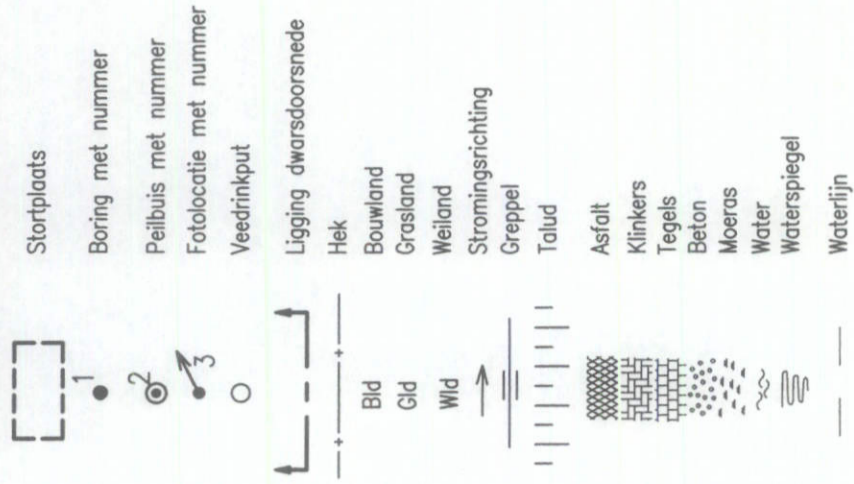 Stortplaats
1 Boring met nummer
2 Peilbuis met nummer
3 Fotolocatie met nummer
Veedrinkput
Ligging dwarsdoorsnede
Hek
Bld Bouwland
Gld Grasland
Wld Weiland
Stromingsrichting
Greppel
Talud
Asfalt
Klinkers
Tegels
Beton
Moeras
Water
Waterspiegel
Waterlijn